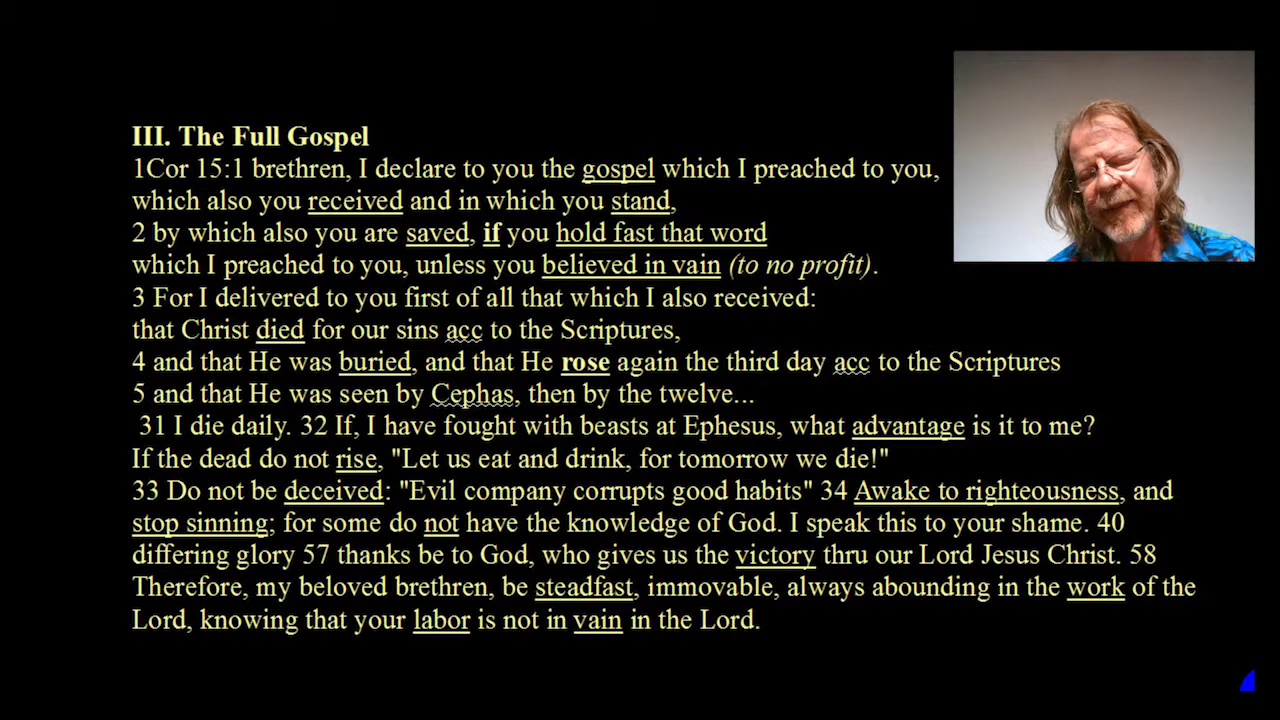 III. The Full Gospel
1Cor 15:1 brethren, I declare to you the gospel which I preached to you,
which also you received and in which you stand,
2 by which also you are saved, if you hold fast that word
which I preached to you, unless you believed in vain (to no profit).
3 For I delivered to you first of all that which I also received:
that Christ died for our sins acc to the Scriptures,
4 and that He was buried, and that He rose again the third day acc to the Scriptures
5 and that He was seen by Cephas, then by the twelve...
31 I die daily. 32 If, I have fought with beasts at Ephesus, what advantage is it to me?
If the dead do not rise, "Let us eat and drink, for tomorrow we die!"
33 Do not be deceived: "Evil company corrupts good habits" 34 Awake to righteousness, and
stop sinning; for some do not have the knowledge of God. I speak this to your shame. 40
differing glory 57 thanks be to God, who gives us the victory thru our Lord Jesus Christ. 58
Therefore, my beloved brethren, be steadfast, immovable, always abounding in the work of the
Lord, knowing that your labor is not in vain in the Lord.